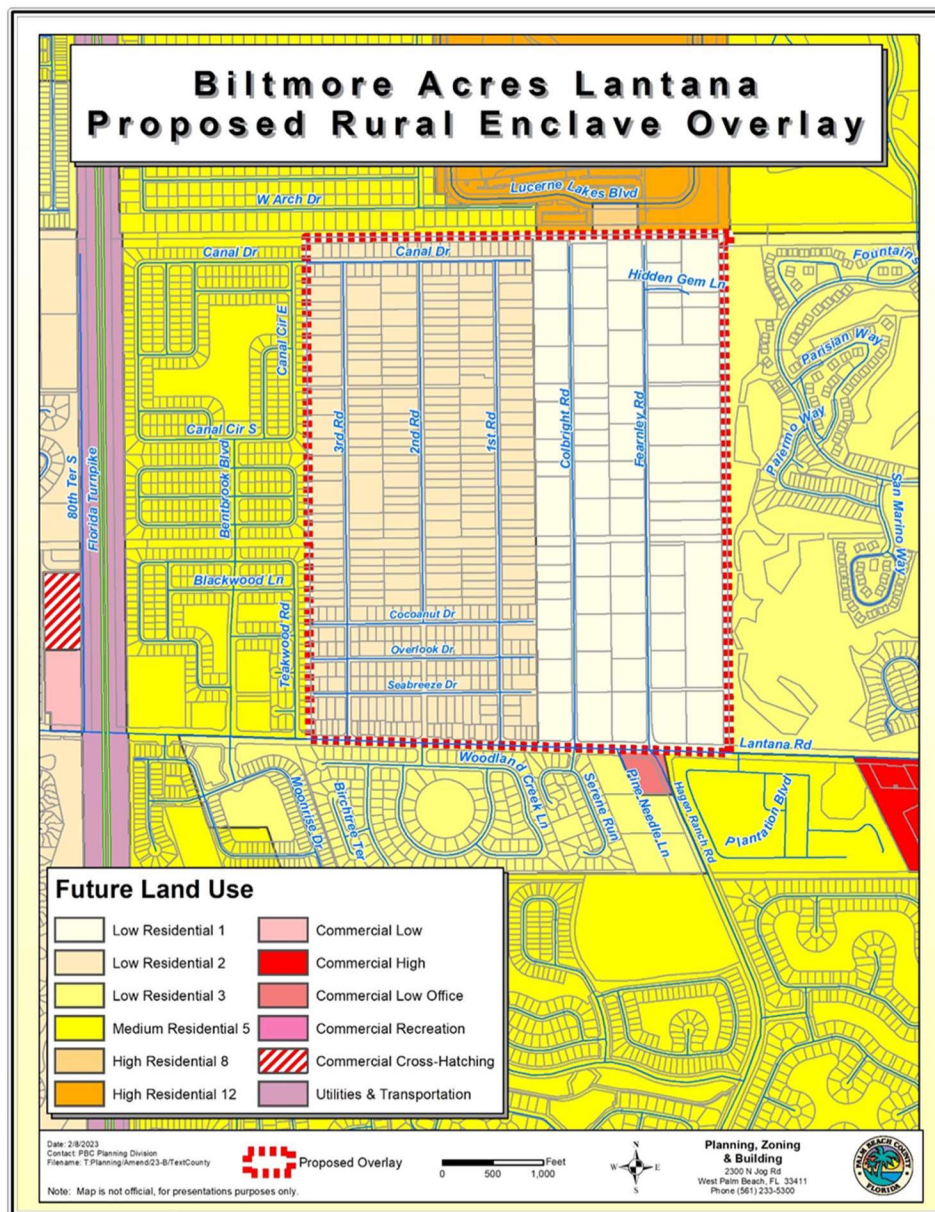 Biltmore Acres Lantana
Proposed Rural Enclave Overlay
Lucerne Lakes Blvd
W Arch Dr
Canal Dr
Canal Dr
Fountains
Hidden Gem Ln
Canal Cir E
Parisian Way
3rd Rd
2nd Rd
1st Rd
Colbright Rd
Fearnley Rd
Palermo Way
Canal Cir S
80th Ter S
Florida Turnpike
Bentbrook Blvd
San Marino Way
Blackwood Ln
Teakwood Rd
Cocoanut Dr
Overlook Dr
Seabreeze Dr
Lantana Rd
Moonrise Dr
Birchtree Ter
Woodland Creek Ln
Serene Run
Pine Needle Ln
Hagen Ranch Rd
Plantation Blvd
Future Land Use
Low Residential 1
Low Residential 2
Low Residential 3
Medium Residential 5
High Residential 8
High Residential 12
Commercial Low
Commercial High
Commercial Low Office
Commercial Recreation
Commercial Cross-Hatching
Utilities & Transportation
Date: 2/8/2023
Contact: PBC Planning Division
Filename: T:Planning/Amend/23-B/TextCounty
Note: Map is not official, for presentations purposes only.
Proposed Overlay
Feet
0 500 1,000
N
W E
S
Planning, Zoning
& Building
2300 N Jog Rd
West Palm Beach, FL 33411
Phone (561) 233-5300
PALM BEACH COUNTY
FLORIDA